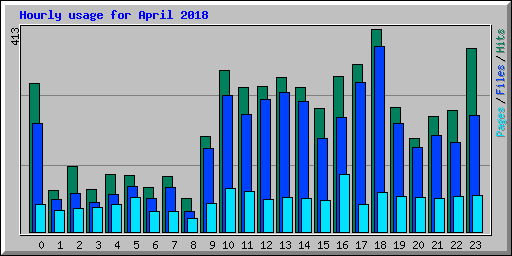 Hourly usage for April 2018
413
Pages/Files/Hits
0 1 2 3 4 5 6 7 8 9 10 11 12 13 14 15 16 17 18 19 20 21 22 23